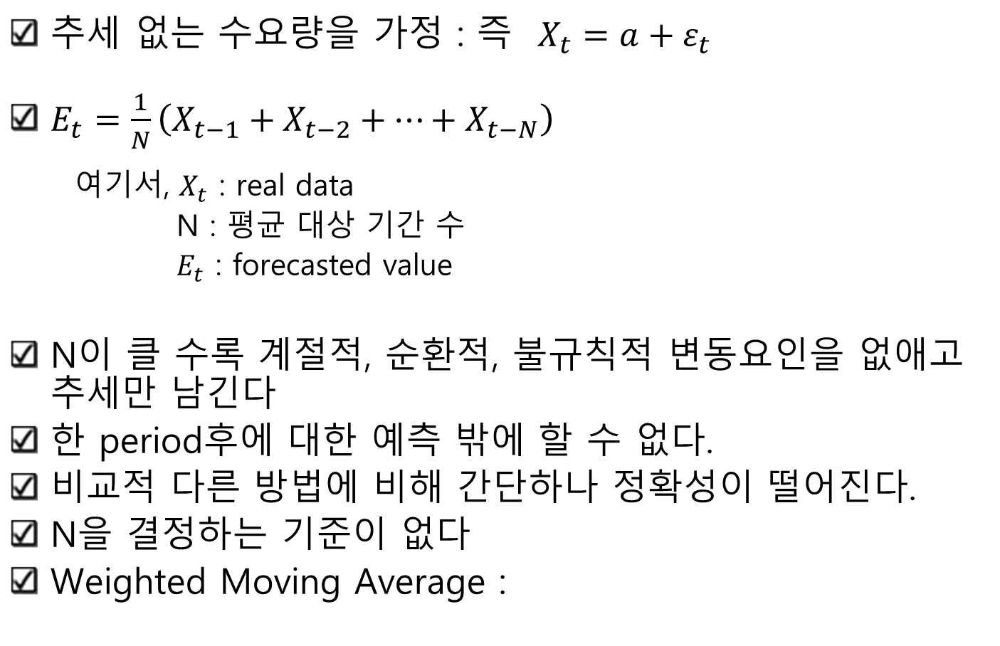 ☑ 추세 없는 수요량을 가정 : 즉 $X_t = a + \varepsilon_t$
☑ $E_t = \frac{1}{N}(X_{t-1} + X_{t-2} + \cdots + X_{t-N})$
여기서, $X_t$ : real data
N : 평균 대상 기간 수
$E_t$ : forecasted value
☑ N이 클 수록 계절적, 순환적, 불규칙적 변동요인을 없애고
추세만 남긴다
☑ 한 period후에 대한 예측 밖에 할 수 없다.
☑ 비교적 다른 방법에 비해 간단하나 정확성이 떨어진다.
☑ N을 결정하는 기준이 없다
☑ Weighted Moving Average :